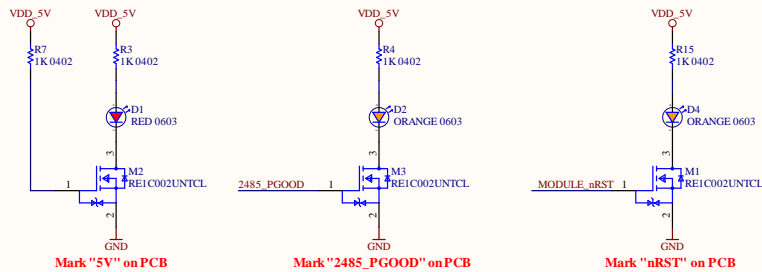 VDD_5V
VDD_5V
VDD_5V
VDD_5V
R7
1K 0402
R3
1K 0402
R4
1K 0402
R15
1K 0402
D1
RED 0603
D2
ORANGE 0603
D4
ORANGE 0603
3
3
3
M2
RE1C002UNTCL
M3
RE1C002UNTCL
M1
RE1C002UNTCL
1
2485_PGOOD
1
MODULE_nRST
1
2
2
2
GND
GND
GND
Mark "5V" on PCB
Mark "2485_PGOOD" on PCB
Mark "nRST" on PCB